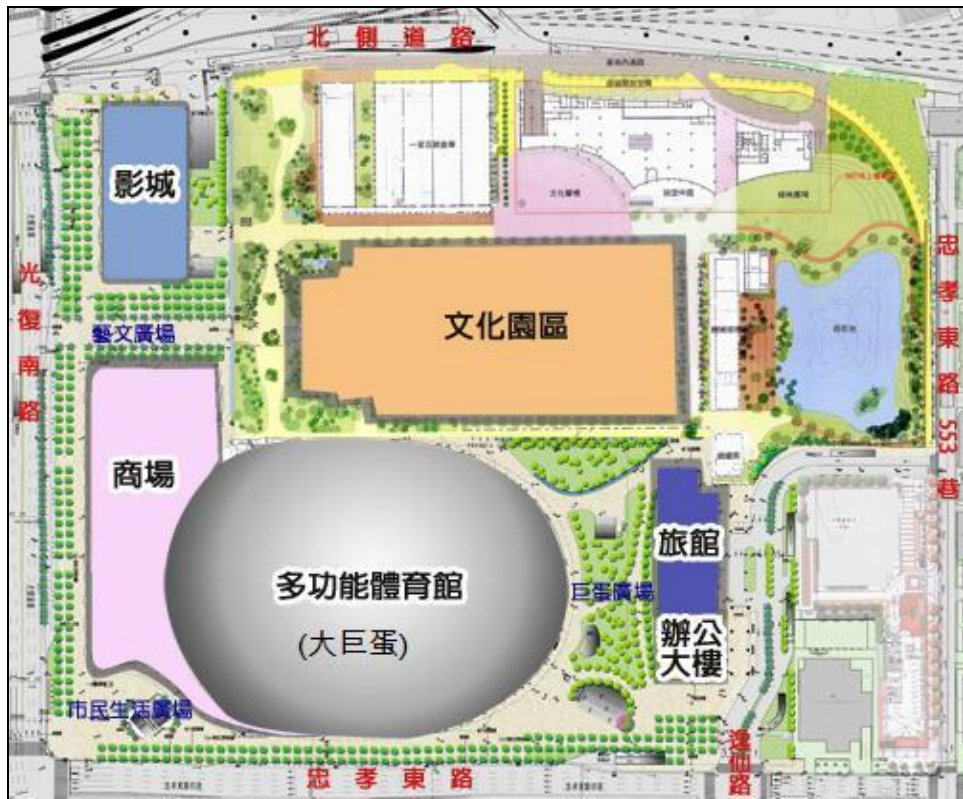 北側道路
影城
光復南路
藝文廣場
文化園區
忠孝東路553巷
商場
多功能體育館
(大巨蛋)
旅館
巨蛋廣場
辦公
大樓
市民生活廣場
逸仙路
忠孝東路